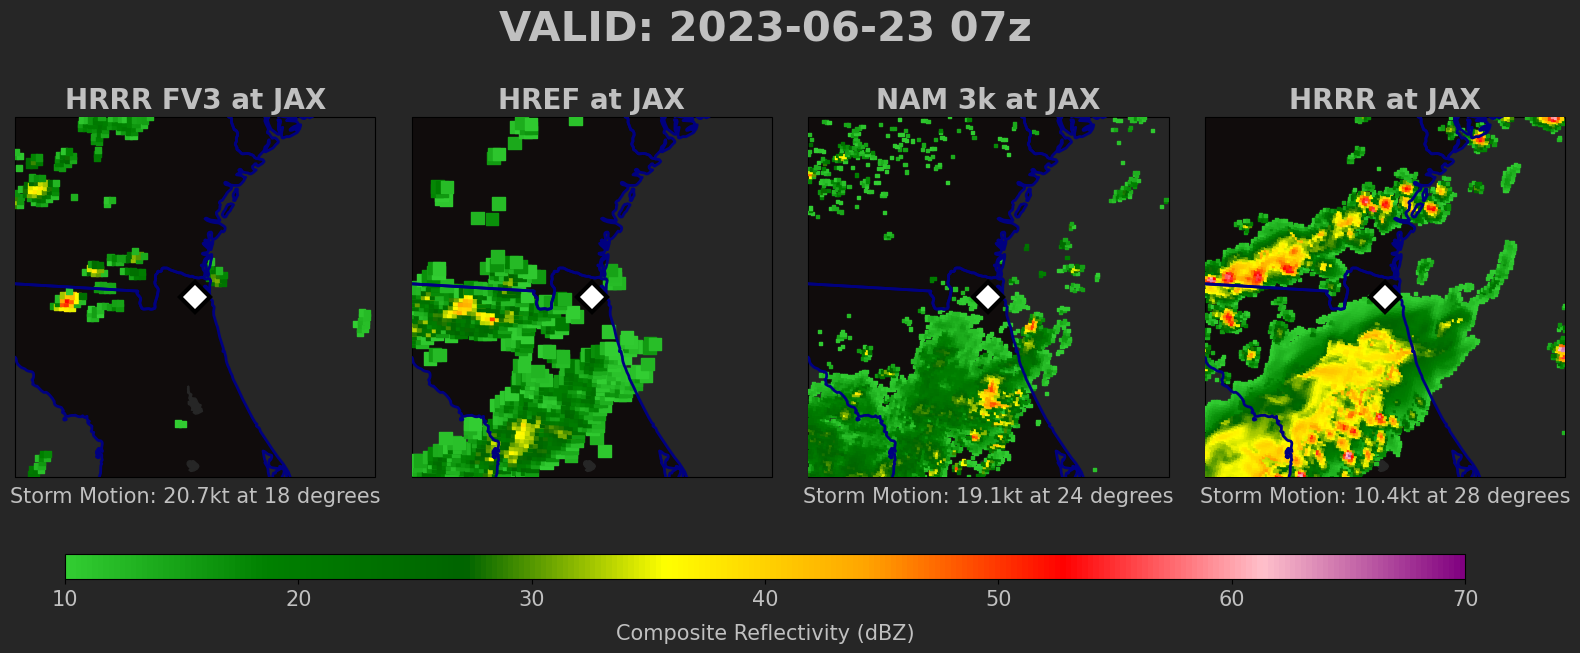 VALID: 2023-06-23 07z
HRRR FV3 at JAX
HREF at JAX
NAM 3k at JAX
HRRR at JAX
Storm Motion: 20.7kt at 18 degrees
Storm Motion: 19.1kt at 24 degrees
Storm Motion: 10.4kt at 28 degrees
10 20 30 40 50 60 70
Composite Reflectivity (dBZ)